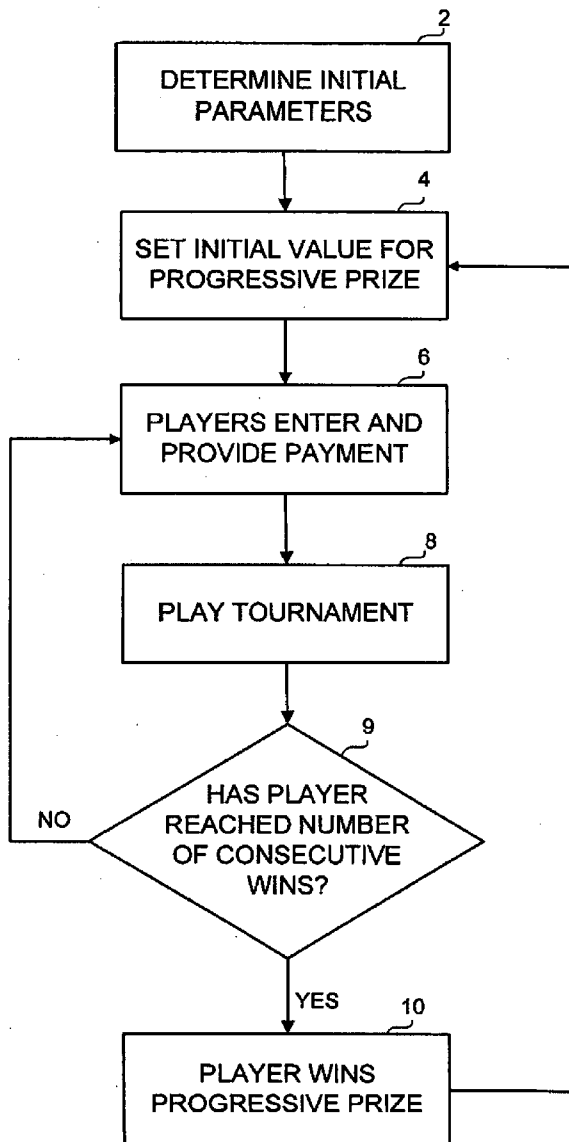 2
DETERMINE INITIAL
PARAMETERS
4
SET INITIAL VALUE FOR
PROGRESSIVE PRIZE
6
PLAYERS ENTER AND
PROVIDE PAYMENT
8
PLAY TOURNAMENT
9
HAS PLAYER
REACHED NUMBER
OF CONSECUTIVE
WINS?
NO
YES
10
PLAYER WINS
PROGRESSIVE PRIZE